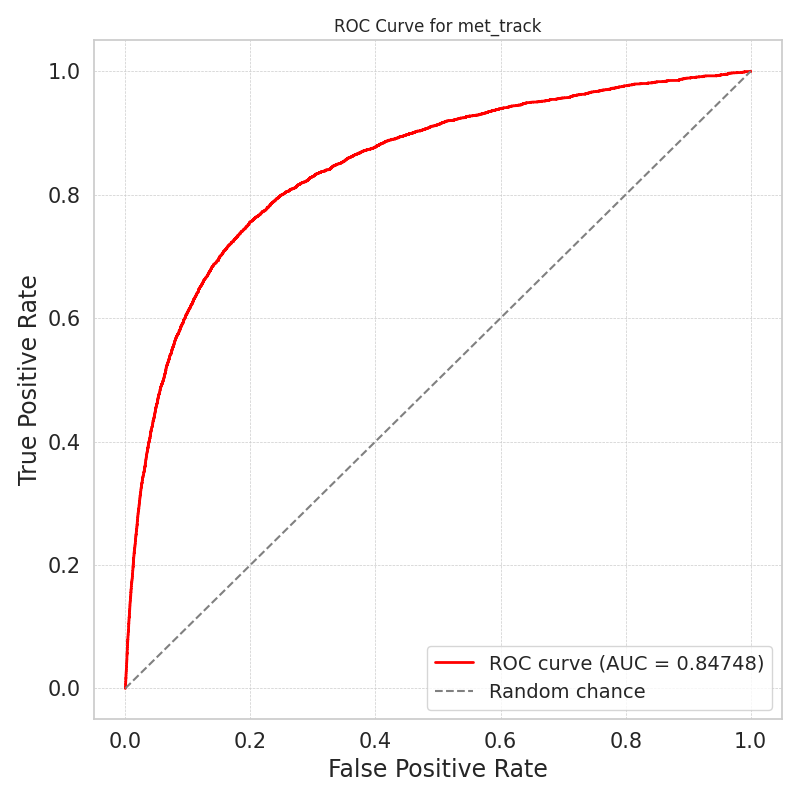 ROC Curve for met_track
True Positive Rate
1.0
0.8
0.6
0.4
0.2
0.0
ROC curve (AUC = 0.84748)
Random chance
0.0 0.2 0.4 0.6 0.8 1.0
False Positive Rate